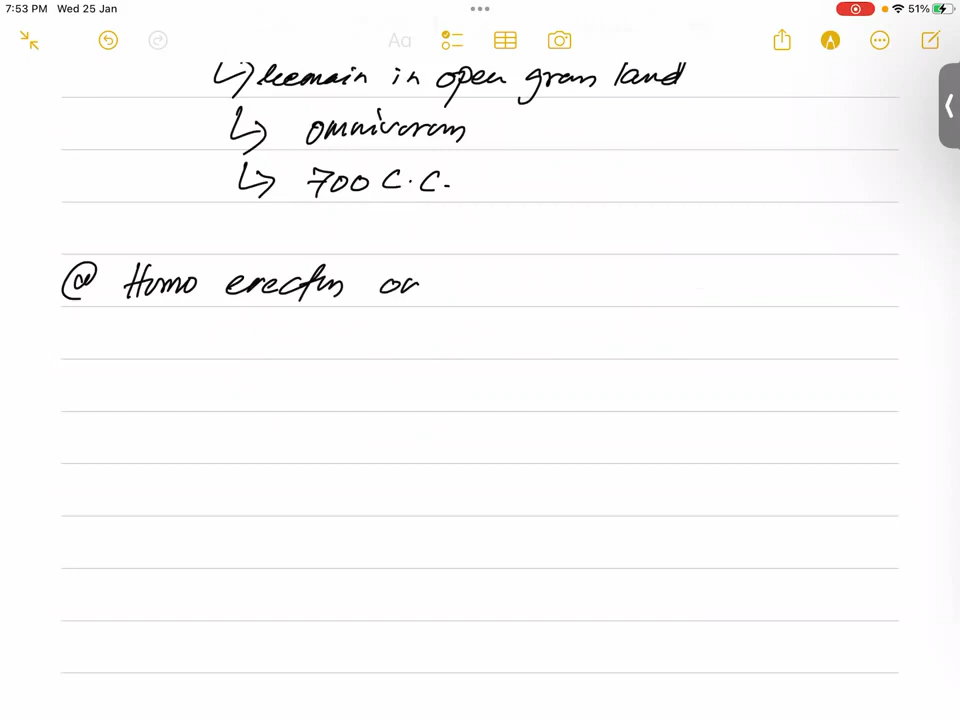 7:53 PM Wed 25 Jan 51%
Aa
↳ Remain in open grass land
↳ omnivorous
↳ 700 C.C.
@ Homo erectus or